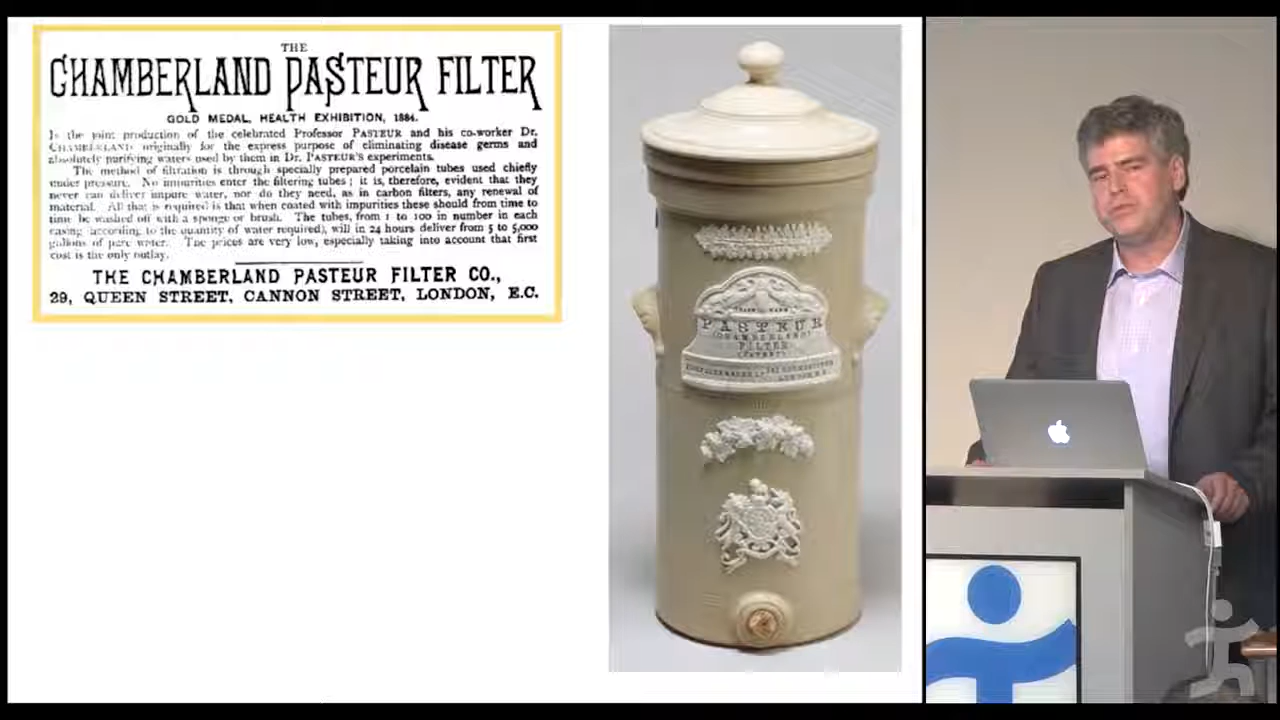 THE
CHAMBERLAND PASTEUR FILTER
GOLD MEDAL, HEALTH EXHIBITION, 1884.
Is the joint production of the celebrated Professor PASTEUR and his co-worker Dr.
CHAMBERLAND originally for the express purpose of eliminating disease germs and
absolutely purifying waters used by them in Dr. PASTEUR'S experiments.
The method of filtration is through specially prepared porcelain tubes used chiefly
under pressure. No impurities enter the filtering tubes; it is, therefore, evident that they
never can deliver impure water, nor do they need, as in carbon filters, any renewal of
material. All that is required is that when coated with impurities these should from time to
time be washed off with a sponge or brush. The tubes, from 1 to 100 in number in each
casing (according to the quantity of water required), will in 24 hours deliver from 5 to 5,000
gallons of pure water. The prices are very low, especially taking into account that first
cost is the only outlay.
THE CHAMBERLAND PASTEUR FILTER CO.,
29, QUEEN STREET, CANNON STREET, LONDON, E.C.
PASTEUR
(CHAMBERLAND)
FILTER
(PATENT)